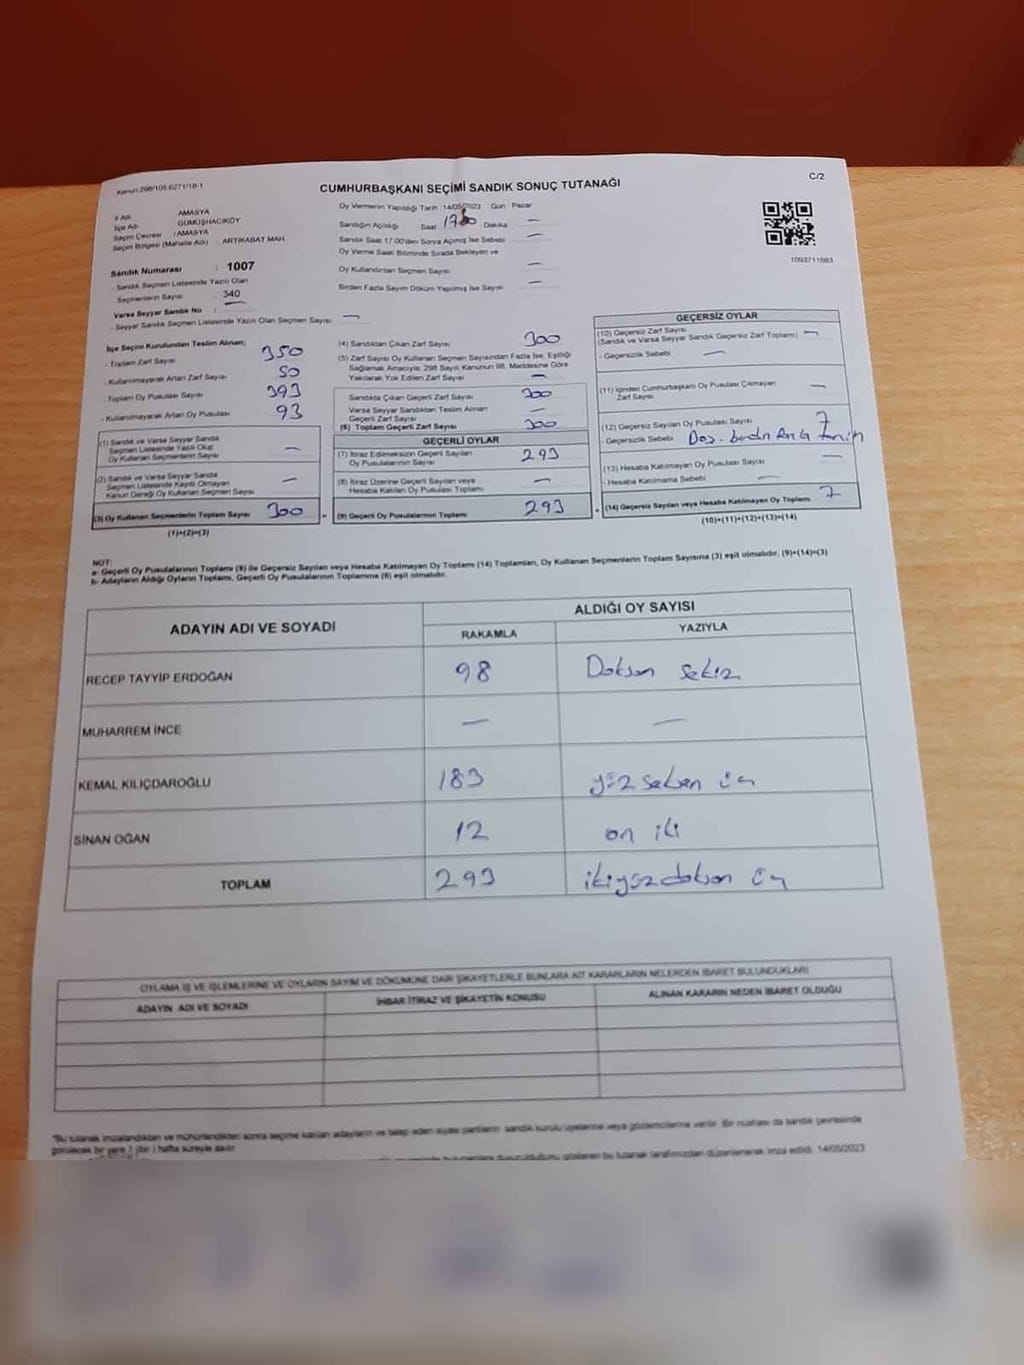 Kanun 298/105 6271/18-1
C/2
CUMHURBAŞKANI SEÇİMİ SANDIK SONUÇ TUTANAĞI
İl Adı : AMASYA
İlçe Adı : GÜMÜŞHACIKÖY
Seçim Çevresi : AMASYA
Seçim Bölgesi (Mahalle Adı) : ARTIKABAT MAH
Sandık Numarası : 1007
- Sandık Seçmen Listesinde Yazılı Olan
Seçmenlerin Sayısı : 340
Varsa Seyyar Sandık No : —
- Seyyar Sandık Seçmen Listesinde Yazılı Olan Seçmen Sayısı : —
Oy Vermenin Yapıldığı Tarih : 14/05/2023 Gün Pazar
Sandığın Açıldığı Saat Dakika —
Sandık Saat 17.00'den Sonra Açılmış İse Sebebi —
Oy Verme Saati Bitiminde Sırada Bekleyen ve
Oy Kullandırılan Seçmen Sayısı —
Birden Fazla Sayım Döküm Yapılmış İse Sayısı —
1093711683
İlçe Seçim Kurulundan Teslim Alınan;
- Toplam Zarf Sayısı 350
- Kullanılmayarak Artan Zarf Sayısı 50
- Toplam Oy Pusulası Sayısı 393
- Kullanılmayarak Artan Oy Pusulası 93
(1) Sandık ve Varsa Seyyar Sandık
Seçmen Listesinde Yazılı Olup
Oy Kullanan Seçmenlerin Sayısı —
(2) Sandık ve Varsa Seyyar Sandık
Seçmen Listesinde Kayıtlı Olmayan
Kanun Gereği Oy Kullanan Seçmen Sayısı —
(3) Oy Kullanan Seçmenlerin Toplam Sayısı 300
(1)+(2)=(3)
(4) Sandıktan Çıkan Zarf Sayısı 300
(5) Zarf Sayısı Oy Kullanan Seçmen Sayısından Fazla İse, Eşitliği
Sağlamak Amacıyla, 298 Sayılı Kanunun 98. Maddesine Göre
Yakılarak Yok Edilen Zarf Sayısı —
Sandıkta Çıkan Geçerli Zarf Sayısı 300
Varsa Seyyar Sandıktan Teslim Alınan
Geçerli Zarf Sayısı —
(6) Toplam Geçerli Zarf Sayısı 300
GEÇERLİ OYLAR
(7) İtiraz Edilmeksizin Geçerli Sayılan
Oy Pusulalarının Sayısı 293
(8) İtiraz Üzerine Geçerli Sayılan veya
Hesaba Katılan Oy Pusulası Toplamı —
(9) Geçerli Oy Pusulalarının Toplamı 293
GEÇERSİZ OYLAR
(10) Geçersiz Zarf Sayısı
(Sandık ve Varsa Seyyar Sandık Geçersiz Zarf Toplamı) —
- Geçersizlik Sebebi —
(11) İçinden Cumhurbaşkanı Oy Pusulası Çıkmayan
Zarf Sayısı —
(12) Geçersiz Sayılan Oy Pusulası Sayısı 7
- Geçersizlik Sebebi
(13) Hesaba Katılmayan Oy Pusulası Sayısı —
- Hesaba Katılmama Sebebi —
(14) Geçersiz Sayılan veya Hesaba Katılmayan Oy Toplamı 7
(10)+(11)+(12)+(13)=(14)
NOT:
a- Geçerli Oy Pusulalarının Toplamı (9) ile Geçersiz Sayılan veya Hesaba Katılmayan Oy Toplamı (14) Toplamları, Oy Kullanan Seçmenlerin Toplam Sayısına (3) eşit olmalıdır. (9)+(14)=(3)
b- Adayların Aldığı Oyların Toplamı, Geçerli Oy Pusulalarının Toplamına (9) eşit olmalıdır.
ADAYIN ADI VE SOYADI ALDIĞI OY SAYISI
RAKAMLA YAZIYLA
RECEP TAYYİP ERDOĞAN 98 Doksan sekiz
MUHARREM İNCE — —
KEMAL KILIÇDAROĞLU 183 yüz seksen üç
SİNAN OĞAN 12 on iki
TOPLAM 293 ikiyüzdoksan üç
OYLAMA İŞ VE İŞLEMLERİNE VE OYLARIN SAYIM VE DÖKÜMÜNE DAİR ŞİKAYETLERLE BUNLARA AİT KARARLARIN NELERDEN İBARET BULUNDUKLARI
ADAYIN ADI VE SOYADI İHBAR İTİRAZ VE ŞİKAYETİN KONUSU ALINAN KARARIN NEDEN İBARET OLDUĞU
"Bu tutanak imzalandıktan ve mühürlendikten sonra seçime katılan adayların ve talep eden siyasi partilerin sandık kurulu üyelerine veya gözlemcilerine verilir. Bir nüshası da sandık çevresinde
görülecek bir yere 1 (bir) hafta süreyle asılır.
bu tutanak tarafımızdan düzenlenerek imza edildi. 14/05/2023